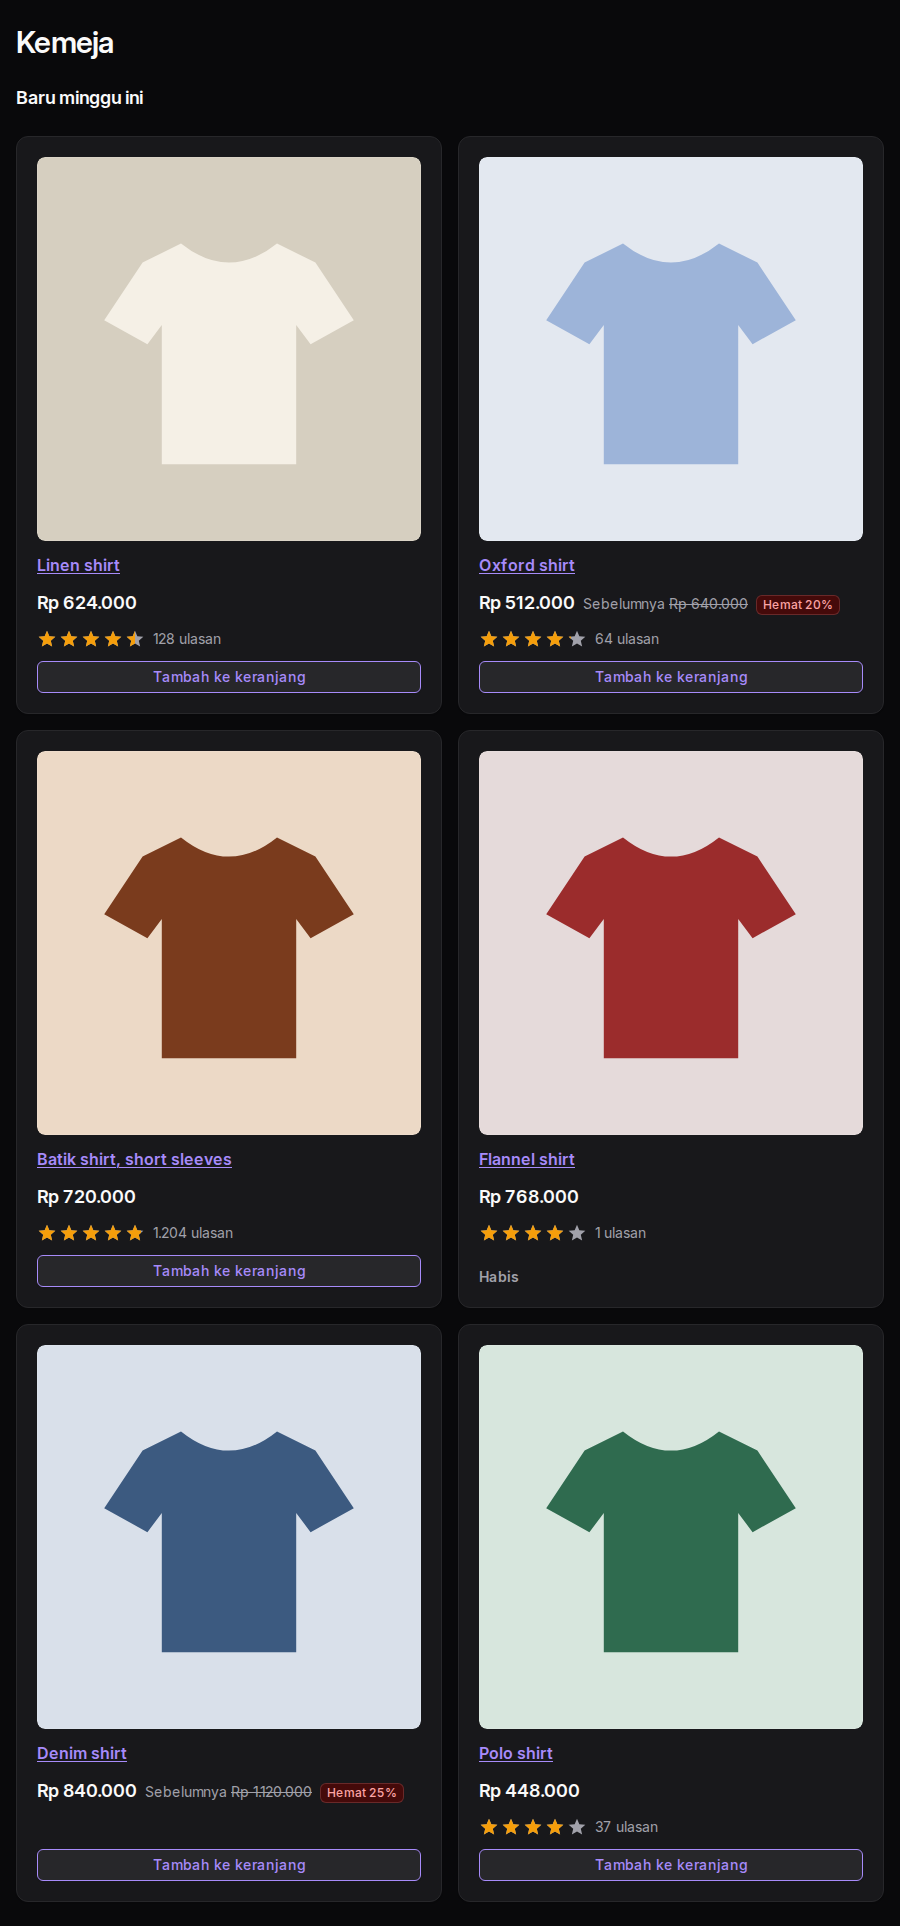 Kemeja
Baru minggu ini
Linen shirt
Rp 624.000
128 ulasan
Tambah ke keranjang
Oxford shirt
Rp 512.000 Sebelumnya Rp 640.000 Hemat 20%
64 ulasan
Tambah ke keranjang
Batik shirt, short sleeves
Rp 720.000
1.204 ulasan
Tambah ke keranjang
Flannel shirt
Rp 768.000
1 ulasan
Habis
Denim shirt
Rp 840.000 Sebelumnya Rp 1.120.000 Hemat 25%
Tambah ke keranjang
Polo shirt
Rp 448.000
37 ulasan
Tambah ke keranjang